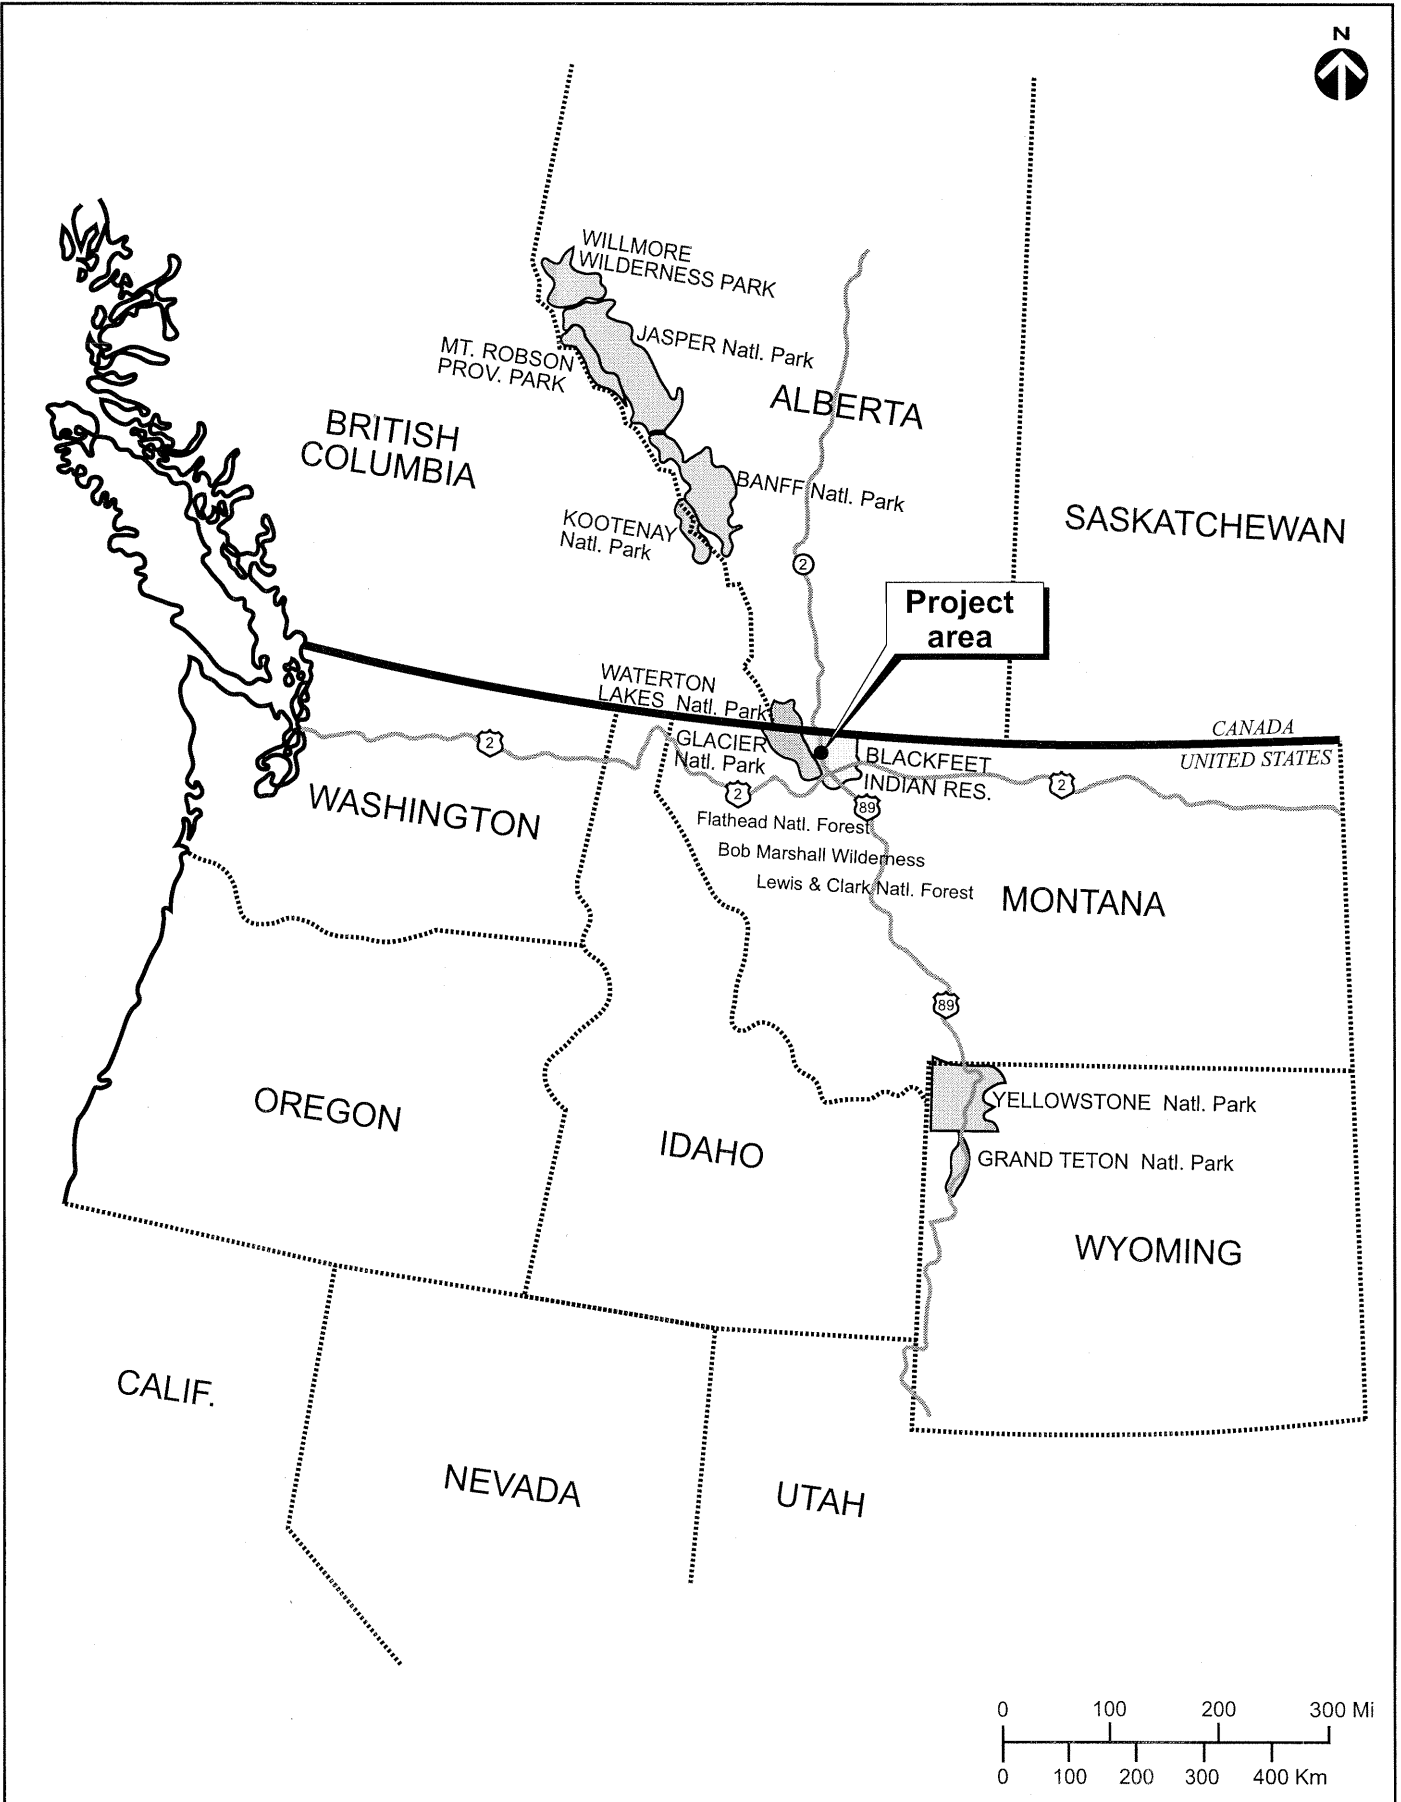 N
WILLMORE
WILDERNESS PARK
JASPER Natl. Park
MT. ROBSON
PROV. PARK
ALBERTA
BRITISH
COLUMBIA
BANFF Natl. Park
KOOTENAY
Natl. Park
SASKATCHEWAN
2
Project
area
WATERTON
LAKES Natl. Park
CANADA
UNITED STATES
2
GLACIER
Natl. Park
BLACKFEET
INDIAN RES.
2
2
89
WASHINGTON
Flathead Natl. Forest
Bob Marshall Wilderness
Lewis & Clark Natl. Forest
MONTANA
89
OREGON
IDAHO
YELLOWSTONE Natl. Park
GRAND TETON Natl. Park
WYOMING
CALIF.
NEVADA
UTAH
0 100 200 300 Mi
0 100 200 300 400 Km